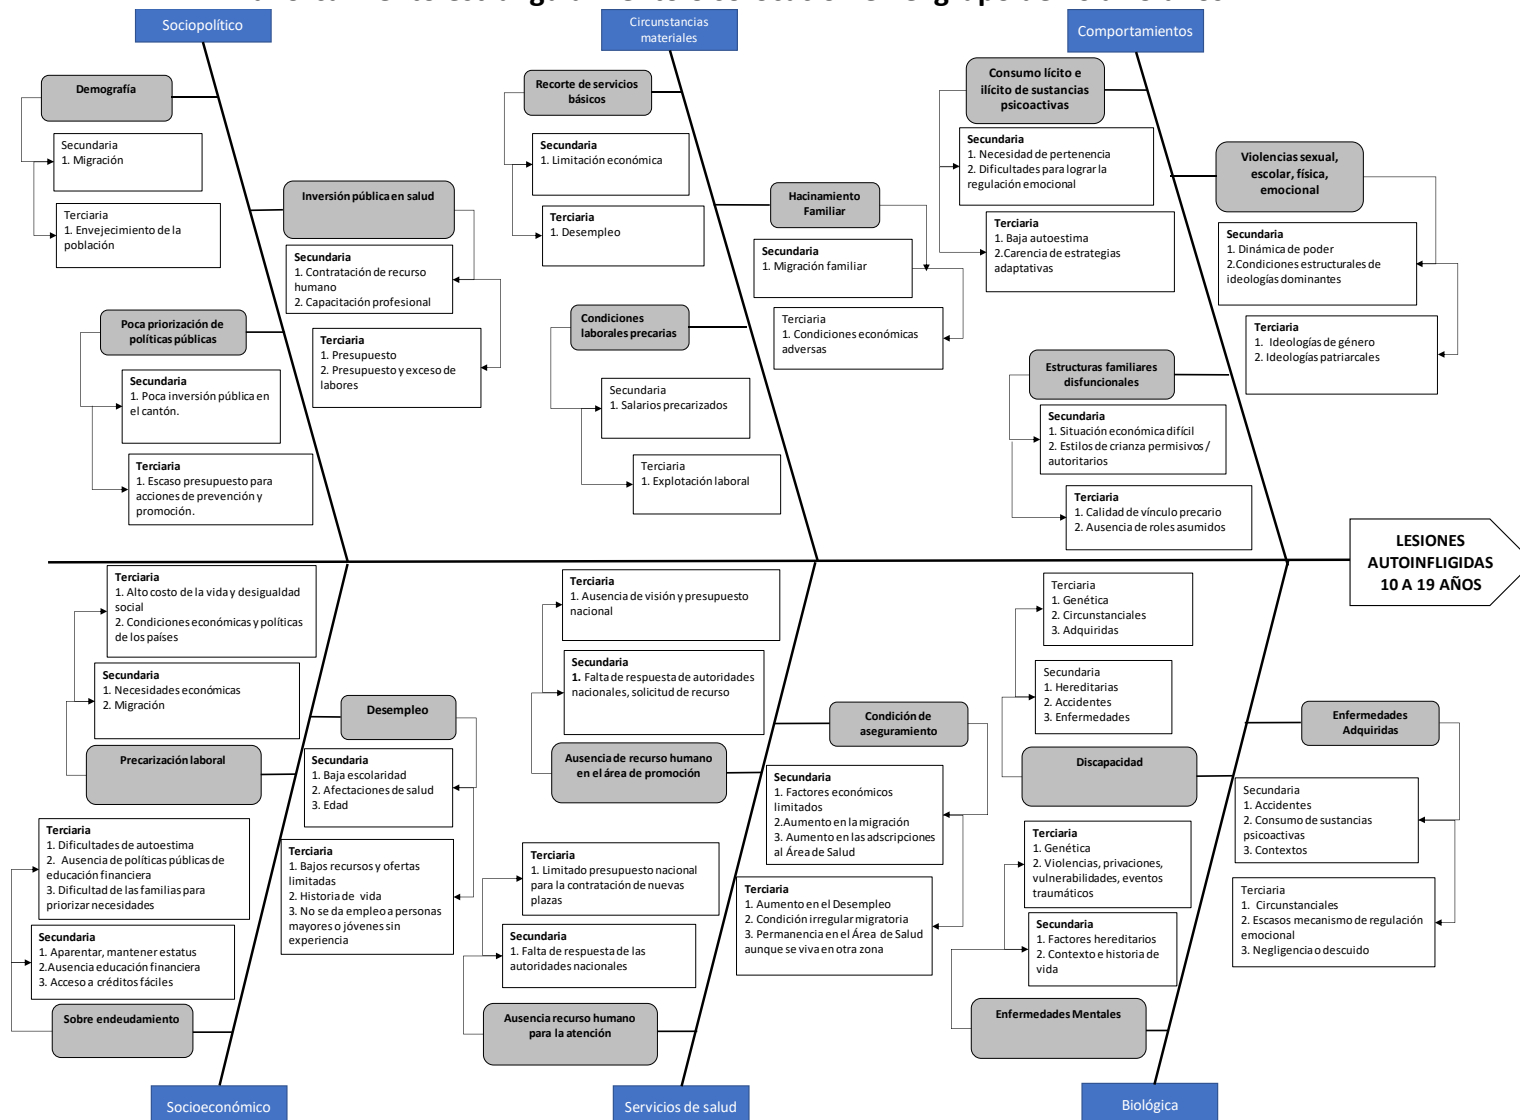 Sociopolítico
Circunstancias
materiales
Comportamientos
Demografía
Secundaria
1. Migración
Terciaria
1. Envejecimiento de la
población
Inversión pública en salud
Secundaria
1. Contratación de recurso
humano
2. Capacitación profesional
Terciaria
1. Presupuesto
2. Presupuesto y exceso de
labores
Poca priorización de
políticas públicas
Secundaria
1. Poca inversión pública en
el cantón.
Terciaria
1. Escaso presupuesto para
acciones de prevención y
promoción.
Recorte de servicios
básicos
Secundaria
1. Limitación económica
Terciaria
1. Desempleo
Hacinamiento
Familiar
Secundaria
1. Migración familiar
Terciaria
1. Condiciones económicas
adversas
Condiciones
laborales precarias
Secundaria
1. Salarios precarizados
Terciaria
1. Explotación laboral
Consumo lícito e
ilícito de sustancias
psicoactivas
Secundaria
1. Necesidad de pertenencia
2. Dificultades para lograr la
regulación emocional
Terciaria
1. Baja autoestima
2.Carencia de estrategias
adaptativas
Violencias sexual,
escolar, física,
emocional
Secundaria
1. Dinámica de poder
2.Condiciones estructurales de
ideologías dominantes
Terciaria
1. Ideologías de género
2. Ideologías patriarcales
Estructuras familiares
disfuncionales
Secundaria
1. Situación económica difícil
2. Estilos de crianza permisivos /
autoritarios
Terciaria
1. Calidad de vínculo precario
2. Ausencia de roles asumidos
LESIONES
AUTOINFLIGIDAS
10 A 19 AÑOS
Terciaria
1. Alto costo de la vida y desigualdad
social
2. Condiciones económicas y políticas
de los países
Secundaria
1. Necesidades económicas
2. Migración
Precarización laboral
Desempleo
Secundaria
1. Baja escolaridad
2. Afectaciones de salud
3. Edad
Terciaria
1. Bajos recursos y ofertas
limitadas
2. Historia de vida
3. No se da empleo a personas
mayores o jóvenes sin
experiencia
Terciaria
1. Dificultades de autoestima
2. Ausencia de políticas públicas de
educación financiera
3. Dificultad de las familias para
priorizar necesidades
Secundaria
1. Aparentar, mantener estatus
2.Ausencia educación financiera
3. Acceso a créditos fáciles
Sobre endeudamiento
Terciaria
1. Ausencia de visión y presupuesto
nacional
Secundaria
1. Falta de respuesta de autoridades
nacionales, solicitud de recurso
Ausencia de recurso humano
en el área de promoción
Condición de
aseguramiento
Secundaria
1. Factores económicos
limitados
2.Aumento en la migración
3. Aumento en las adscripciones
al Área de Salud
Terciaria
1. Aumento en el Desempleo
2. Condición irregular migratoria
3. Permanencia en el Área de Salud
aunque se viva en otra zona
Terciaria
1. Limitado presupuesto nacional
para la contratación de nuevas
plazas
Secundaria
1. Falta de respuesta de las
autoridades nacionales
Ausencia recurso humano
para la atención
Terciaria
1. Genética
2. Circunstanciales
3. Adquiridas
Secundaria
1. Hereditarias
2. Accidentes
3. Enfermedades
Discapacidad
Enfermedades
Adquiridas
Secundaria
1. Accidentes
2. Consumo de sustancias
psicoactivas
3. Contextos
Terciaria
1. Circunstanciales
2. Escasos mecanismo de regulación
emocional
3. Negligencia o descuido
Terciaria
1. Genética
2. Violencias, privaciones,
vulnerabilidades, eventos
traumáticos
Secundaria
1. Factores hereditarios
2. Contexto e historia de
vida
Enfermedades Mentales
Socioeconómico
Servicios de salud
Biológica